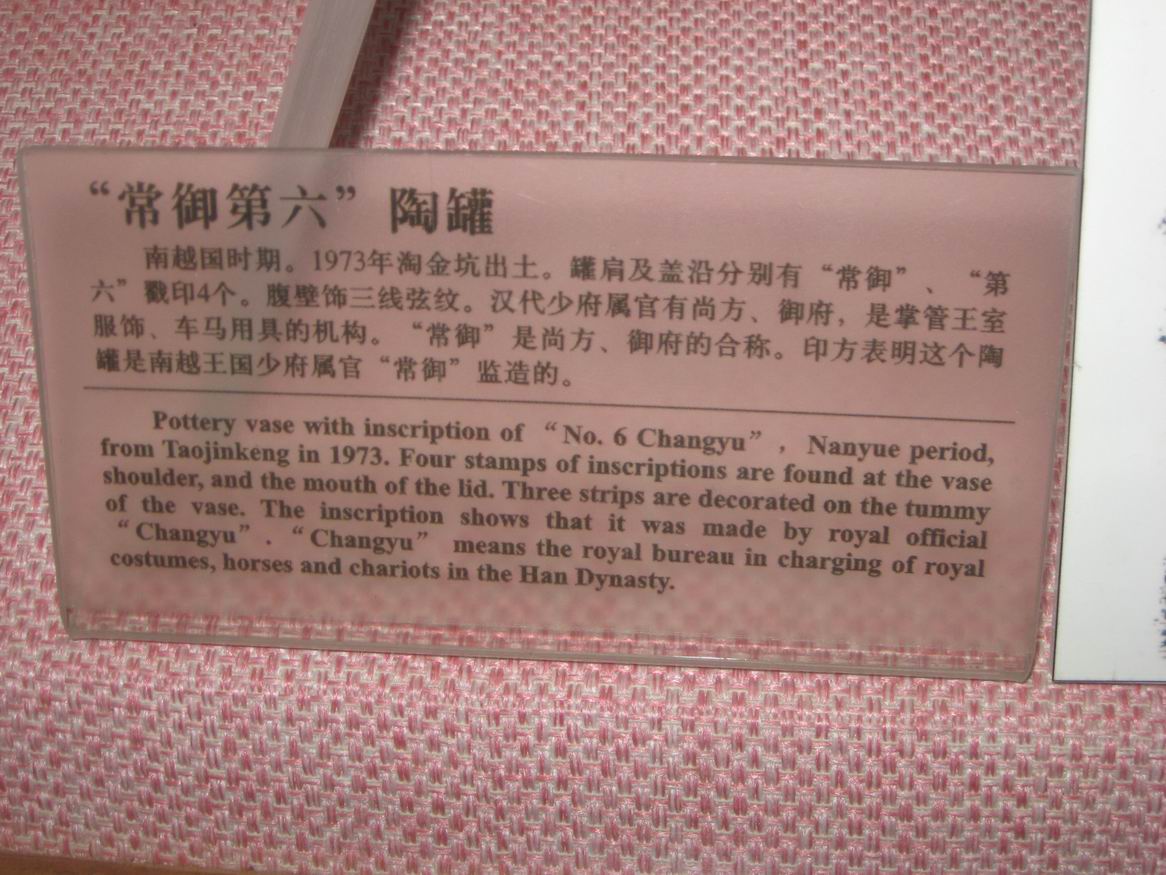 “常御第六” 陶罐
南越国时期。1973年淘金坑出土。罐肩及盖沿分别有“常御”、“第
六”戳印4个。腹壁饰三线弦纹。汉代少府属官有尚方、御府，是掌管王室
服饰、车马用具的机构。“常御”是尚方、御府的合称。印方表明这个陶
罐是南越王国少府属官“常御”监造的。
Pottery vase with inscription of “No. 6 Changyu”, Nanyue period,
from Taojinkeng in 1973. Four stamps of inscriptions are found at the vase
shoulder, and the mouth of the lid. Three strips are decorated on the tummy
of the vase. The inscription shows that it was made by royal official
“Changyu”. “Changyu” means the royal bureau in charging of royal
costumes, horses and chariots in the Han Dynasty.